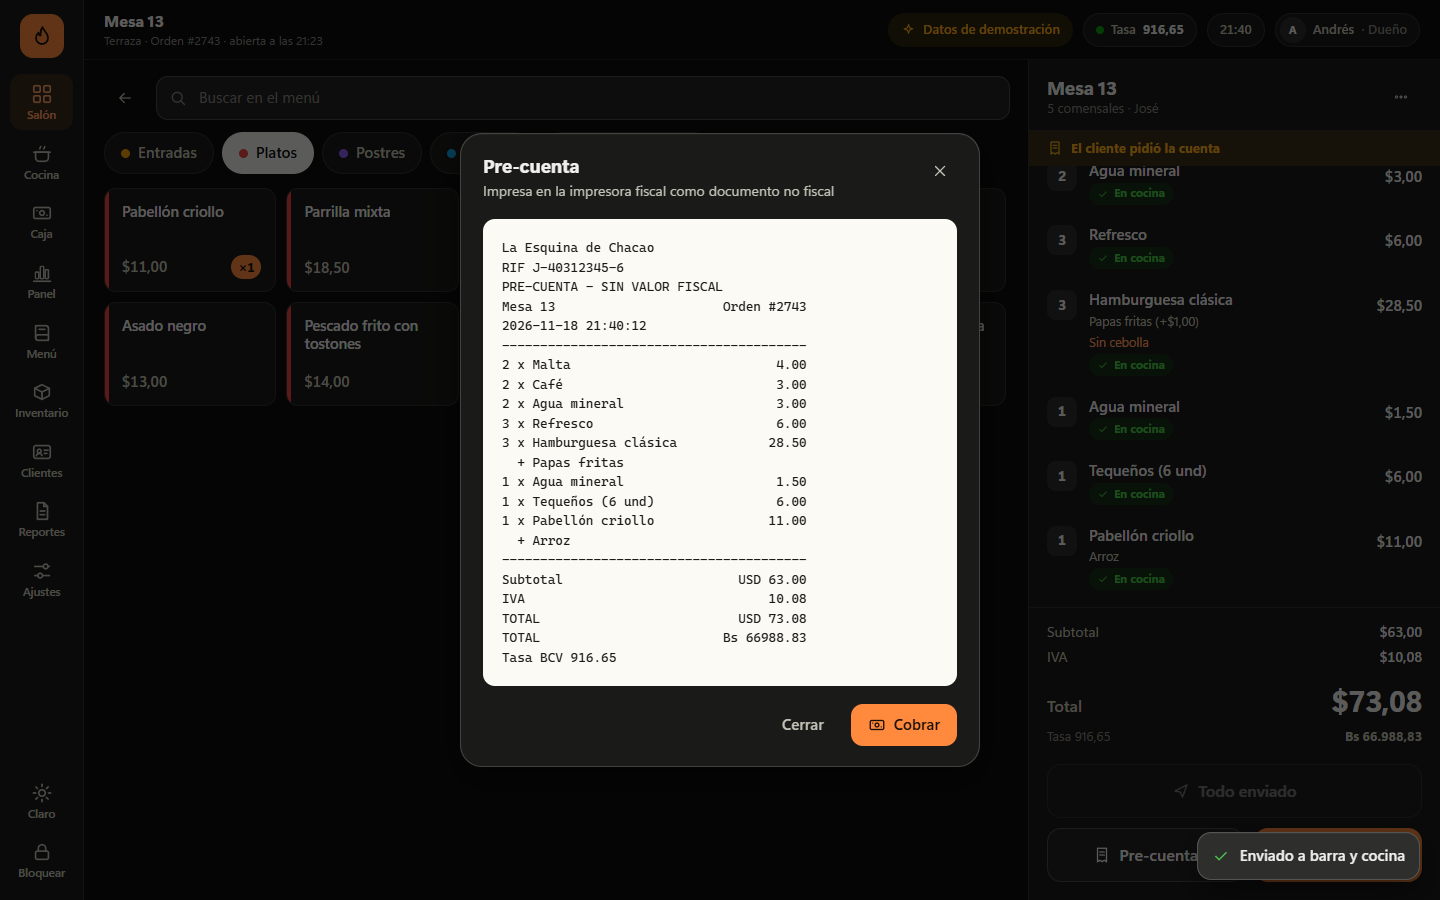 Mesa 13
Terraza · Orden #2743 · abierta a las 21:23
Datos de demostración
Tasa 916,65
21:40
A Andrés · Dueño
Salón
Cocina
Caja
Panel
Menú
Inventario
Clientes
Reportes
Ajustes
Claro
Bloquear
Buscar en el menú
Entradas
Platos
Postres
Pabellón criollo
$11,00
×1
Parrilla mixta
$18,50
Asado negro
$13,00
Pescado frito con
tostones
$14,00
Pre-cuenta
Impresa en la impresora fiscal como documento no fiscal
La Esquina de Chacao
RIF J-40312345-6
PRE-CUENTA - SIN VALOR FISCAL
Mesa 13 Orden #2743
2026-11-18 21:40:12
----------------------------------------
2 x Malta 4.00
2 x Café 3.00
2 x Agua mineral 3.00
3 x Refresco 6.00
3 x Hamburguesa clásica 28.50
+ Papas fritas
1 x Agua mineral 1.50
1 x Tequeños (6 und) 6.00
1 x Pabellón criollo 11.00
+ Arroz
----------------------------------------
Subtotal USD 63.00
IVA 10.08
TOTAL USD 73.08
TOTAL Bs 66988.83
Tasa BCV 916.65
Cerrar
Cobrar
Mesa 13
5 comensales · José
El cliente pidió la cuenta
2 Agua mineral $3,00
En cocina
3 Refresco $6,00
En cocina
3 Hamburguesa clásica $28,50
Papas fritas (+$1,00)
Sin cebolla
En cocina
1 Agua mineral $1,50
En cocina
1 Tequeños (6 und) $6,00
En cocina
1 Pabellón criollo $11,00
Arroz
En cocina
Subtotal $63,00
IVA $10,08
Total $73,08
Tasa 916,65 Bs 66.988,83
Todo enviado
Pre-cuenta
Enviado a barra y cocina